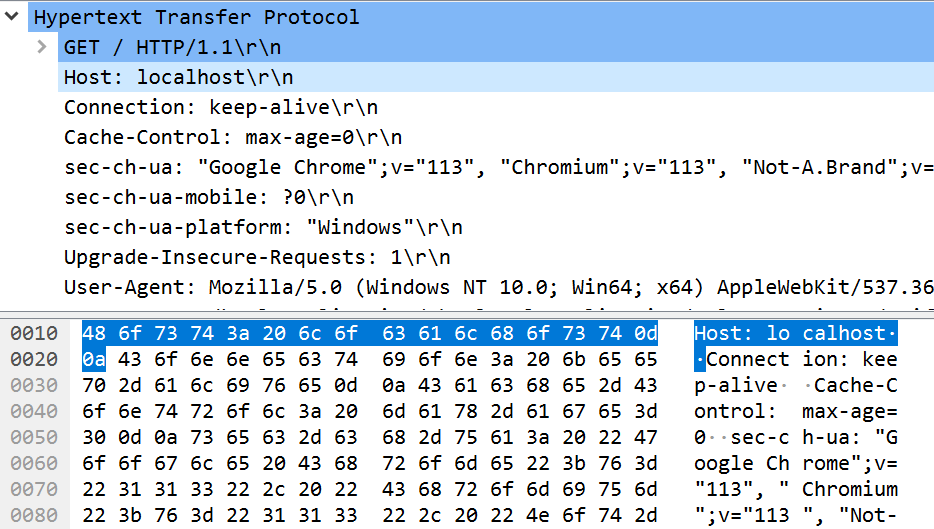 Hypertext Transfer Protocol
GET / HTTP/1.1\r\n
Host: localhost\r\n
Connection: keep-alive\r\n
Cache-Control: max-age=0\r\n
sec-ch-ua: "Google Chrome";v="113", "Chromium";v="113", "Not-A.Brand";v=
sec-ch-ua-mobile: ?0\r\n
sec-ch-ua-platform: "Windows"\r\n
Upgrade-Insecure-Requests: 1\r\n
User-Agent: Mozilla/5.0 (Windows NT 10.0; Win64; x64) AppleWebKit/537.36
0010 48 6f 73 74 3a 20 6c 6f 63 61 6c 68 6f 73 74 0d Host: lo calhost·
0020 0a 43 6f 6e 6e 65 63 74 69 6f 6e 3a 20 6b 65 65 ·Connect ion: kee
0030 70 2d 61 6c 69 76 65 0d 0a 43 61 63 68 65 2d 43 p-alive· ·Cache-C
0040 6f 6e 74 72 6f 6c 3a 20 6d 61 78 2d 61 67 65 3d ontrol: max-age=
0050 30 0d 0a 73 65 63 2d 63 68 2d 75 61 3a 20 22 47 0··sec-c h-ua: "G
0060 6f 6f 67 6c 65 20 43 68 72 6f 6d 65 22 3b 76 3d oogle Ch rome";v=
0070 22 31 31 33 22 2c 20 22 43 68 72 6f 6d 69 75 6d "113", " Chromium
0080 22 3b 76 3d 22 31 31 33 22 2c 20 22 4e 6f 74 2d ";v="113 ", "Not-